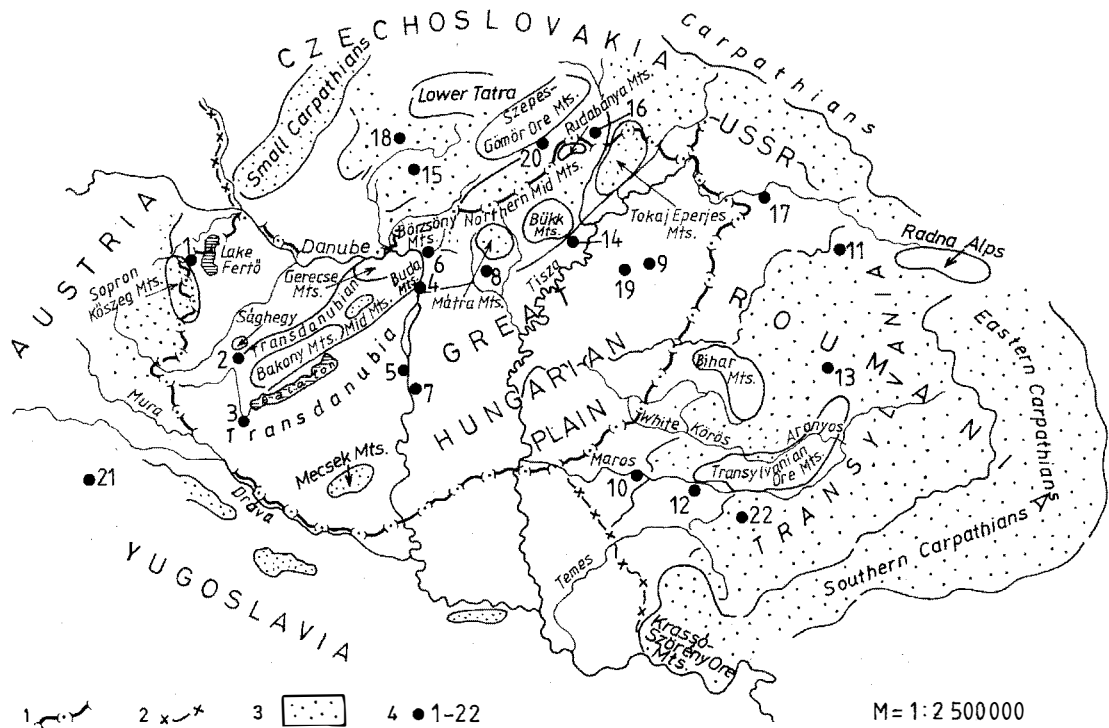 CZECHOSLOVAKIA
Carpathians
Small Carpathians
Lower Tatra
Szepes-
Gömör Ore Mts.
Rudabánya Mts.
16
USSR
18
15
20
17
AUSTRIA
1
Lake
Fertö
Danube
Börzsöny
Mts.
Northern Mid Mts.
Bükk
Mts.
Tokaj Eperjes
Mts.
14
Radna Alps
11
Sopron
Köszeg Mts.
Gerecse
Mts.
Buda
Mts.
6
4
8
Mátra Mts.
Tisza
19
9
Sághegy
2
Transdanubian
Mid Mts.
Bakony Mts.
Balaton
3
Transdanubia
5
7
GREAT
HUNGARIAN
PLAIN
ROUMANIA
Bihar
Mts.
13
Eastern Carpathians
Mura
White Körös
Aranyos
Mecsek Mts.
Maros
10
Transylvanian
Ore Mts.
12
22
TRANSYLVANIA
21
Dráva
YUGOSLAVIA
Temes
Southern Carpathians
Krassó-
Szörény Ore
Mts.
1
2
3
4 1-22
M=1:2 500000